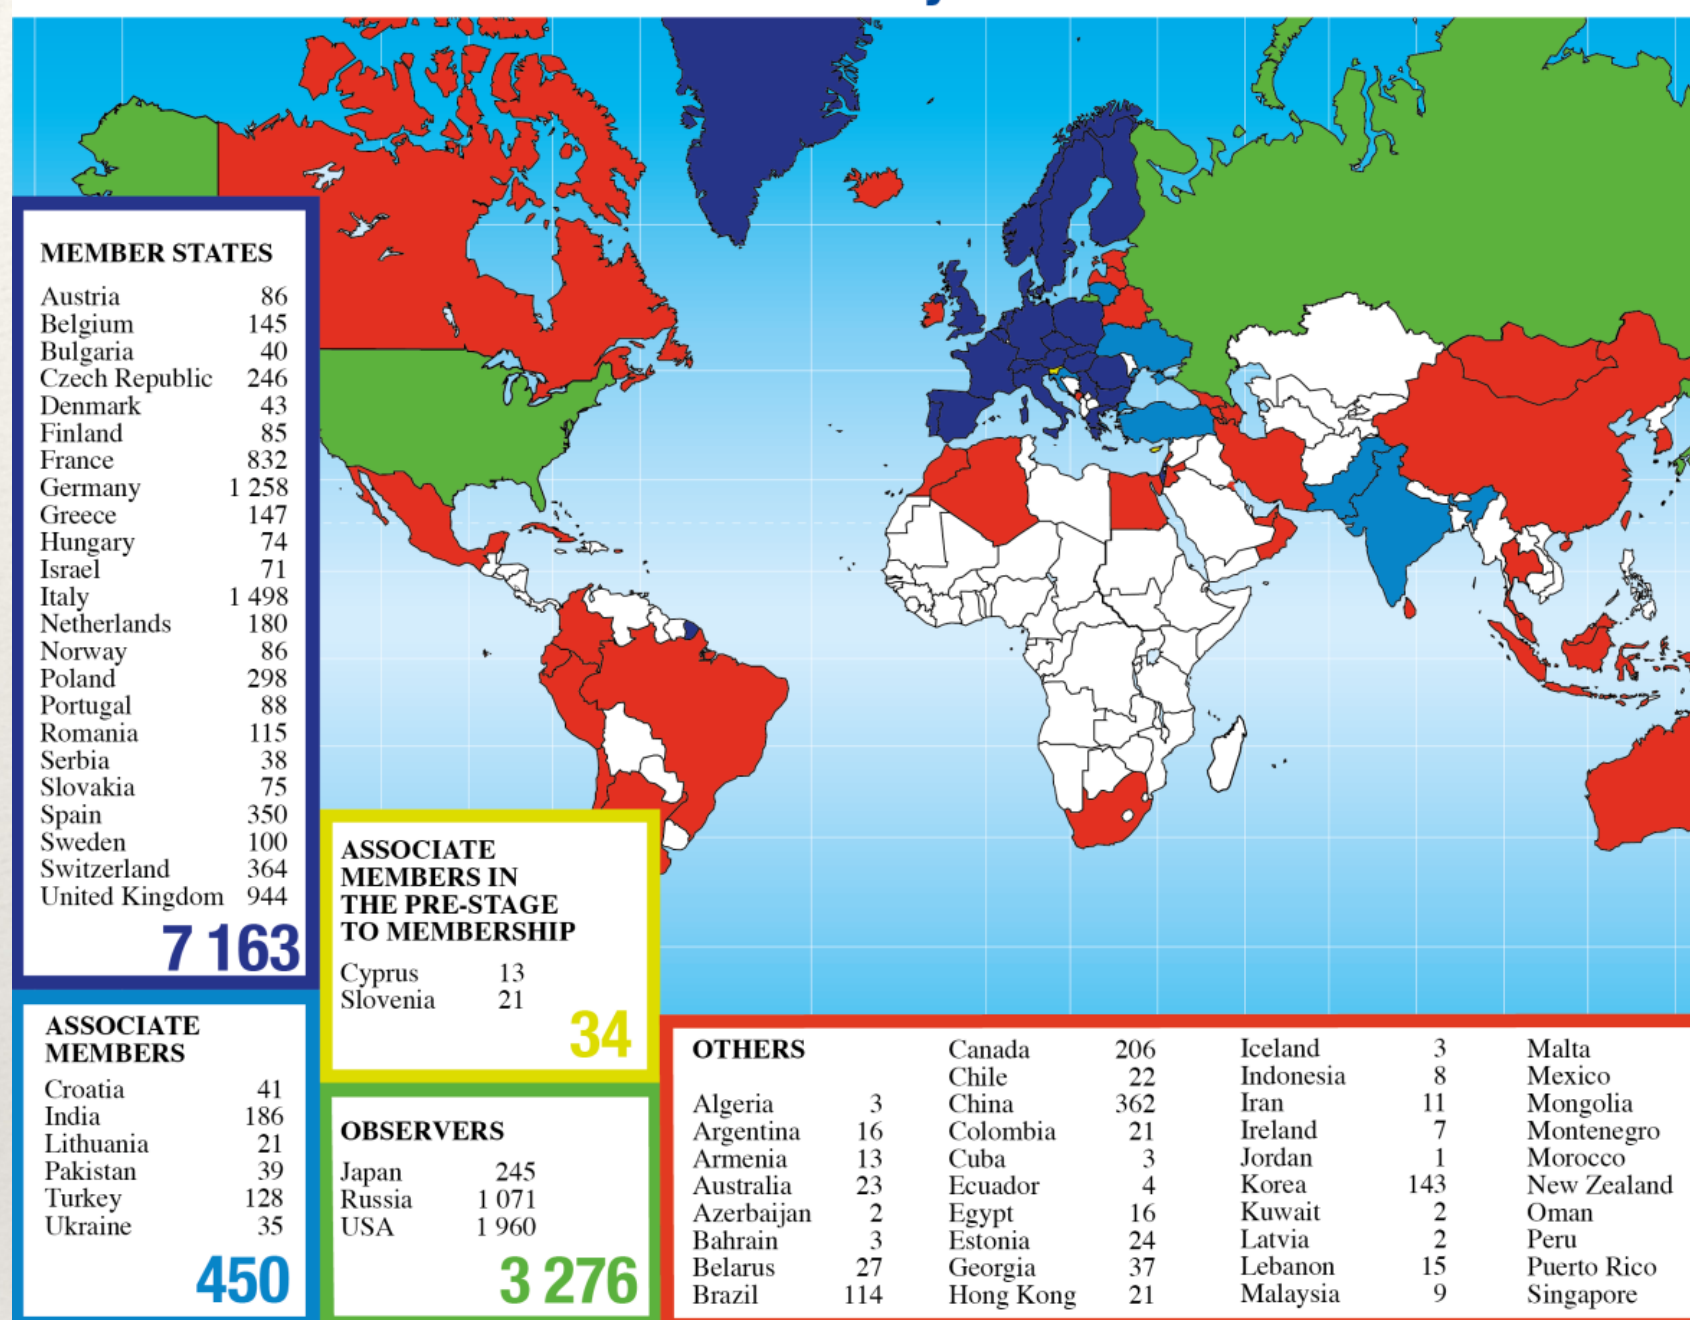 MEMBER STATES
Austria 86
Belgium 145
Bulgaria 40
Czech Republic 246
Denmark 43
Finland 85
France 832
Germany 1 258
Greece 147
Hungary 74
Israel 71
Italy 1 498
Netherlands 180
Norway 86
Poland 298
Portugal 88
Romania 115
Serbia 38
Slovakia 75
Spain 350
Sweden 100
Switzerland 364
United Kingdom 944
7 163
ASSOCIATE
MEMBERS
Croatia 41
India 186
Lithuania 21
Pakistan 39
Turkey 128
Ukraine 35
450
ASSOCIATE
MEMBERS IN
THE PRE-STAGE
TO MEMBERSHIP
Cyprus 13
Slovenia 21
34
OBSERVERS
Japan 245
Russia 1 071
USA 1 960
3 276
OTHERS
Algeria 3
Argentina 16
Armenia 13
Australia 23
Azerbaijan 2
Bahrain 3
Belarus 27
Brazil 114
Canada 206
Chile 22
China 362
Colombia 21
Cuba 3
Ecuador 4
Egypt 16
Estonia 24
Georgia 37
Hong Kong 21
Iceland 3
Indonesia 8
Iran 11
Ireland 7
Jordan 1
Korea 143
Kuwait 2
Latvia 2
Lebanon 15
Malaysia 9
Malta
Mexico
Mongolia
Montenegro
Morocco
New Zealand
Oman
Peru
Puerto Rico
Singapore